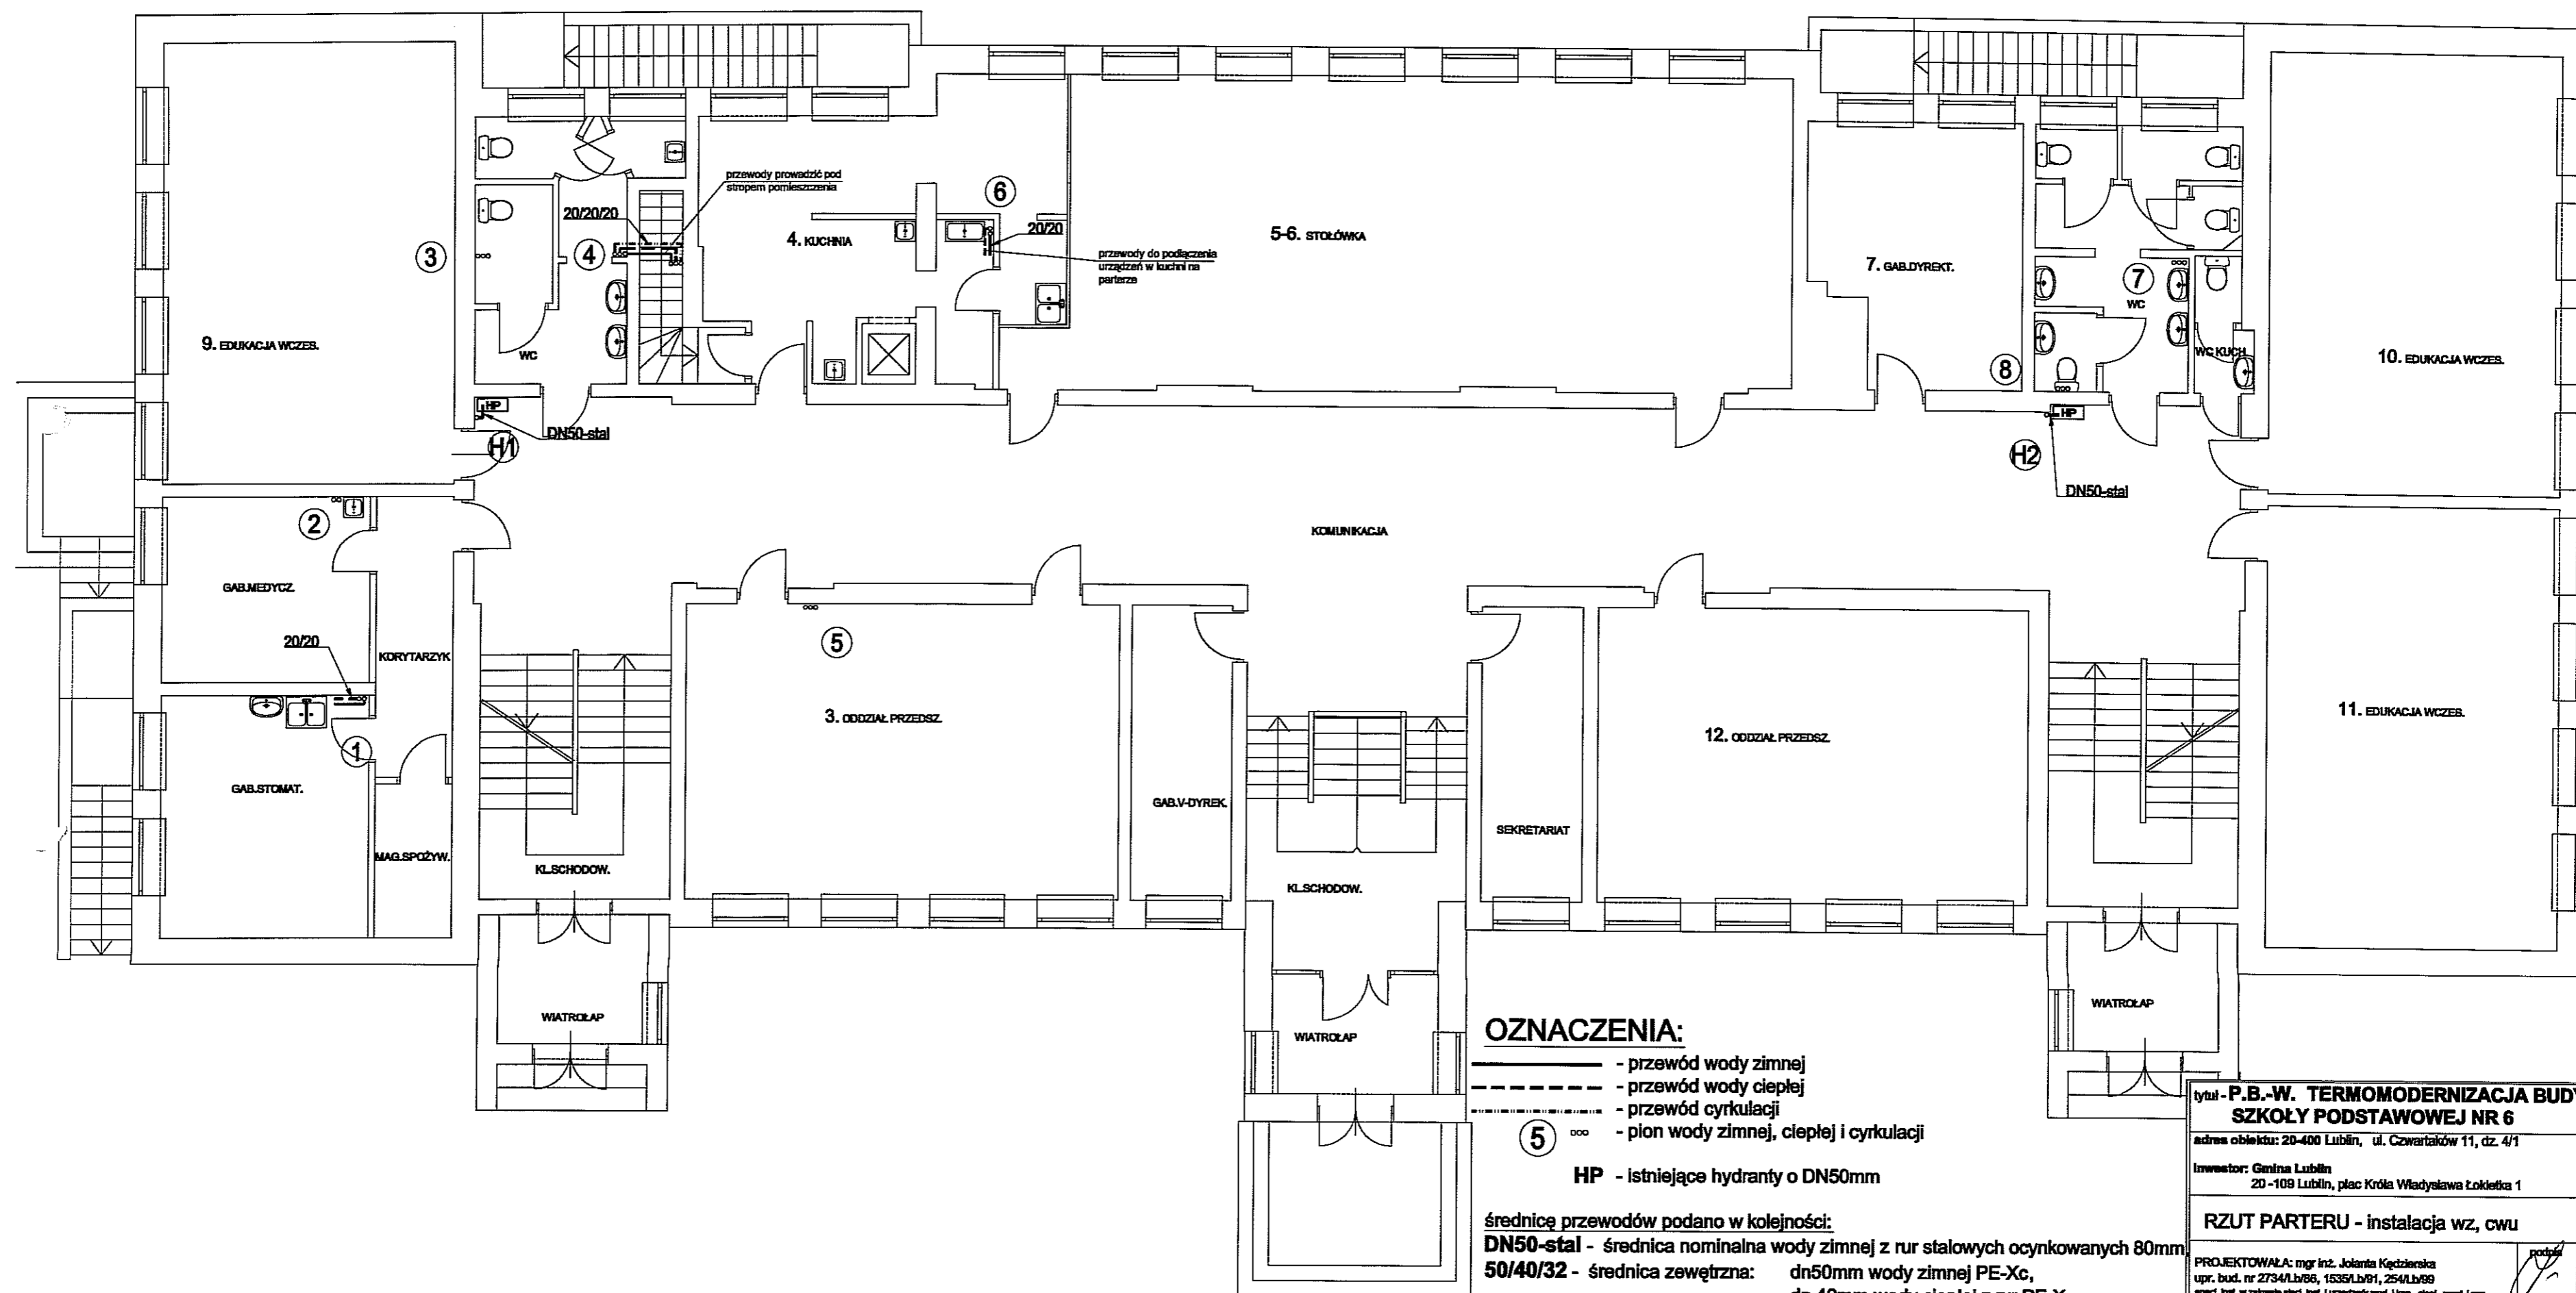 przewody prowadzić pod
stropem pomieszczenia
20/20/20
6
4. KUCHNIA
20/20
5-6. STOŁÓWKA
3
4
przewody do podłączenia
urządzeń w kuchni na
parterze
7. GAB.DYREKT.
7
WC
9. EDUKACJA WCZES.
WC
WC KUCH.
10. EDUKACJA WCZES.
8
HP
DN50-stal
H1
HP
H2
DN50-stal
2
KOMUNIKACJA
GAB.MEDYCZ.
20/20
KORYTARZYK
5
3. ODDZIAŁ PRZEDSZ.
12. ODDZIAŁ PRZEDSZ.
11. EDUKACJA WCZES.
1
GAB.STOMAT.
GAB.V-DYREK.
SEKRETARIAT
MAG.SPOŻYW.
KL.SCHODOW.
KL.SCHODOW.
WIATROŁAP
WIATROŁAP
WIATROŁAP
OZNACZENIA:
- przewód wody zimnej
- przewód wody ciepłej
- przewód cyrkulacji
5 - pion wody zimnej, ciepłej i cyrkulacji
HP - istniejące hydranty o DN50mm
średnicę przewodów podano w kolejności:
DN50-stal - średnica nominalna wody zimnej z rur stalowych ocynkowanych 80mm
50/40/32 - średnica zewętrzna: dn50mm wody zimnej PE-Xc,
tytuł - P.B.-W. TERMOMODERNIZACJA BUDY
SZKOŁY PODSTAWOWEJ NR 6
adres obiektu: 20-400 Lublin, ul. Czwartaków 11, dz. 4/1
Inwestor: Gmina Lublin
20 -109 Lublin, plac Króla Władysława Łokietka 1
RZUT PARTERU - instalacja wz, cwu
podpis
PROJEKTOWAŁA: mgr inż. Jolanta Kędzierska
upr. bud. nr 2734/Lb/86, 1535/Lb/91, 254/Lb/99